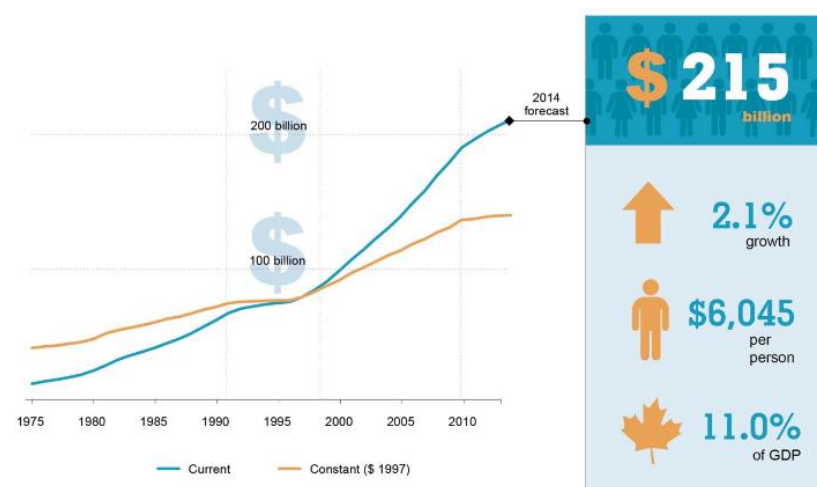 200 billion
100 billion
2014
forecast
1975 1980 1985 1990 1995 2000 2005 2010
Current Constant ($ 1997)
$ 215
billion
2.1%
growth
$6,045
per
person
11.0%
of GDP